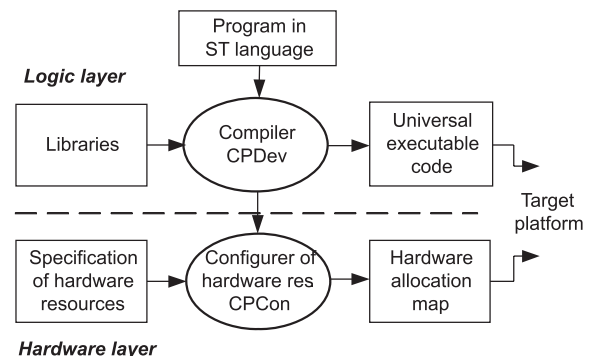 Program in
ST language
Logic layer
Libraries
Compiler
CPDev
Universal
executable
code
Target
platform
Specification
of hardware
resources
Configurer of
hardware res.
CPCon
Hardware
allocation
map
Hardware layer